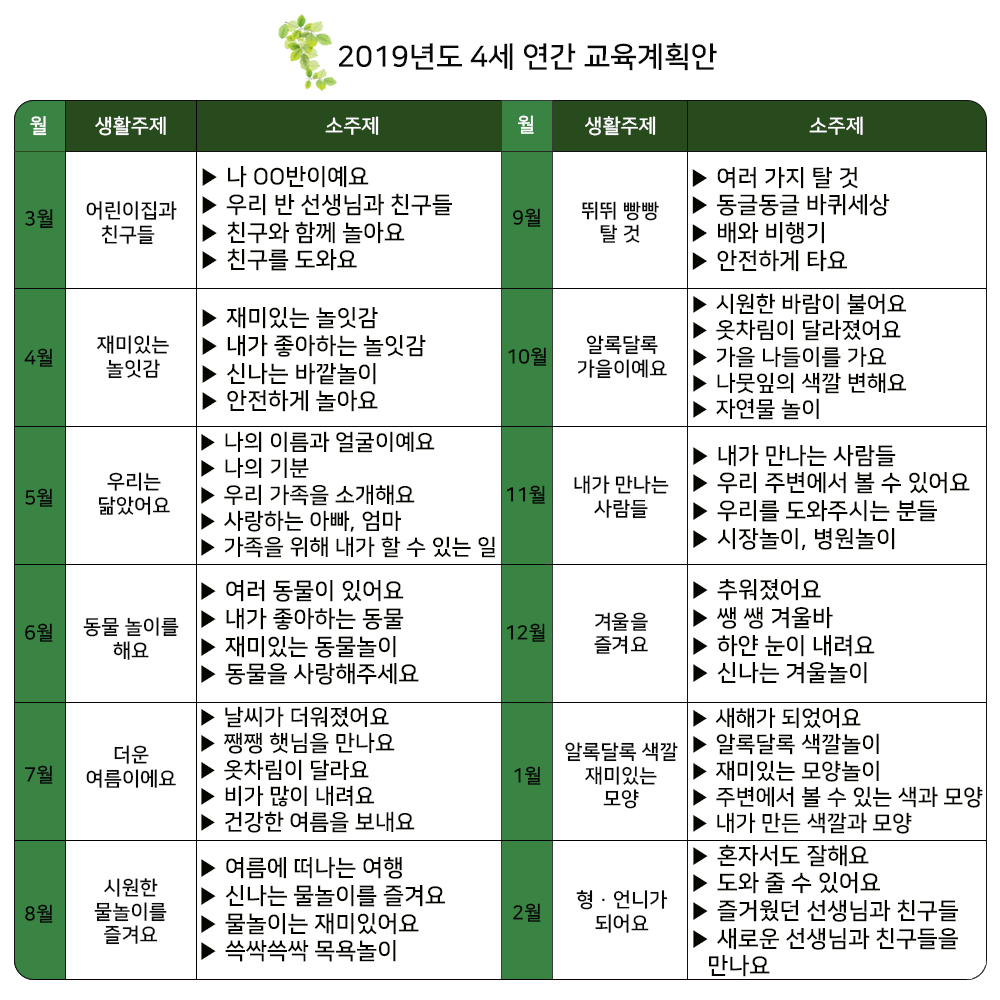 2019년도 4세 연간 교육계획안
월 생활주제 소주제 월 생활주제 소주제
3월
어린이집과
친구들
▶ 나 OO반이예요
▶ 우리 반 선생님과 친구들
▶ 친구와 함께 놀아요
▶ 친구를 도와요
9월
뛰뛰 빵빵
탈 것
▶ 여러 가지 탈 것
▶ 동글동글 바퀴세상
▶ 배와 비행기
▶ 안전하게 타요
4월
재미있는
놀잇감
▶ 재미있는 놀잇감
▶ 내가 좋아하는 놀잇감
▶ 신나는 바깥놀이
▶ 안전하게 놀아요
10월
알록달록
가을이예요
▶ 시원한 바람이 불어요
▶ 옷차림이 달라졌어요
▶ 가을 나들이를 가요
▶ 나뭇잎의 색깔 변해요
▶ 자연물 놀이
5월
우리는
닮았어요
▶ 나의 이름과 얼굴이예요
▶ 나의 기분
▶ 우리 가족을 소개해요
▶ 사랑하는 아빠, 엄마
▶ 가족을 위해 내가 할 수 있는 일
11월
내가 만나는
사람들
▶ 내가 만나는 사람들
▶ 우리 주변에서 볼 수 있어요
▶ 우리를 도와주시는 분들
▶ 시장놀이, 병원놀이
6월
동물 놀이를
해요
▶ 여러 동물이 있어요
▶ 내가 좋아하는 동물
▶ 재미있는 동물놀이
▶ 동물을 사랑해주세요
12월
겨울을
즐겨요
▶ 추워졌어요
▶ 쌩 쌩 겨울바
▶ 하얀 눈이 내려요
▶ 신나는 겨울놀이
7월
더운
여름이에요
▶ 날씨가 더워졌어요
▶ 쨍쨍 햇님을 만나요
▶ 옷차림이 달라요
▶ 비가 많이 내려요
▶ 건강한 여름을 보내요
1월
알록달록 색깔
재미있는
모양
▶ 새해가 되었어요
▶ 알록달록 색깔놀이
▶ 재미있는 모양놀이
▶ 주변에서 볼 수 있는 색과 모양
▶ 내가 만든 색깔과 모양
8월
시원한
물놀이를
즐겨요
▶ 여름에 떠나는 여행
▶ 신나는 물놀이를 즐겨요
▶ 물놀이는 재미있어요
▶ 쓱싹쓱싹 목욕놀이
2월
형 · 언니가
되어요
▶ 혼자서도 잘해요
▶ 도와 줄 수 있어요
▶ 즐거웠던 선생님과 친구들
▶ 새로운 선생님과 친구들을
만나요